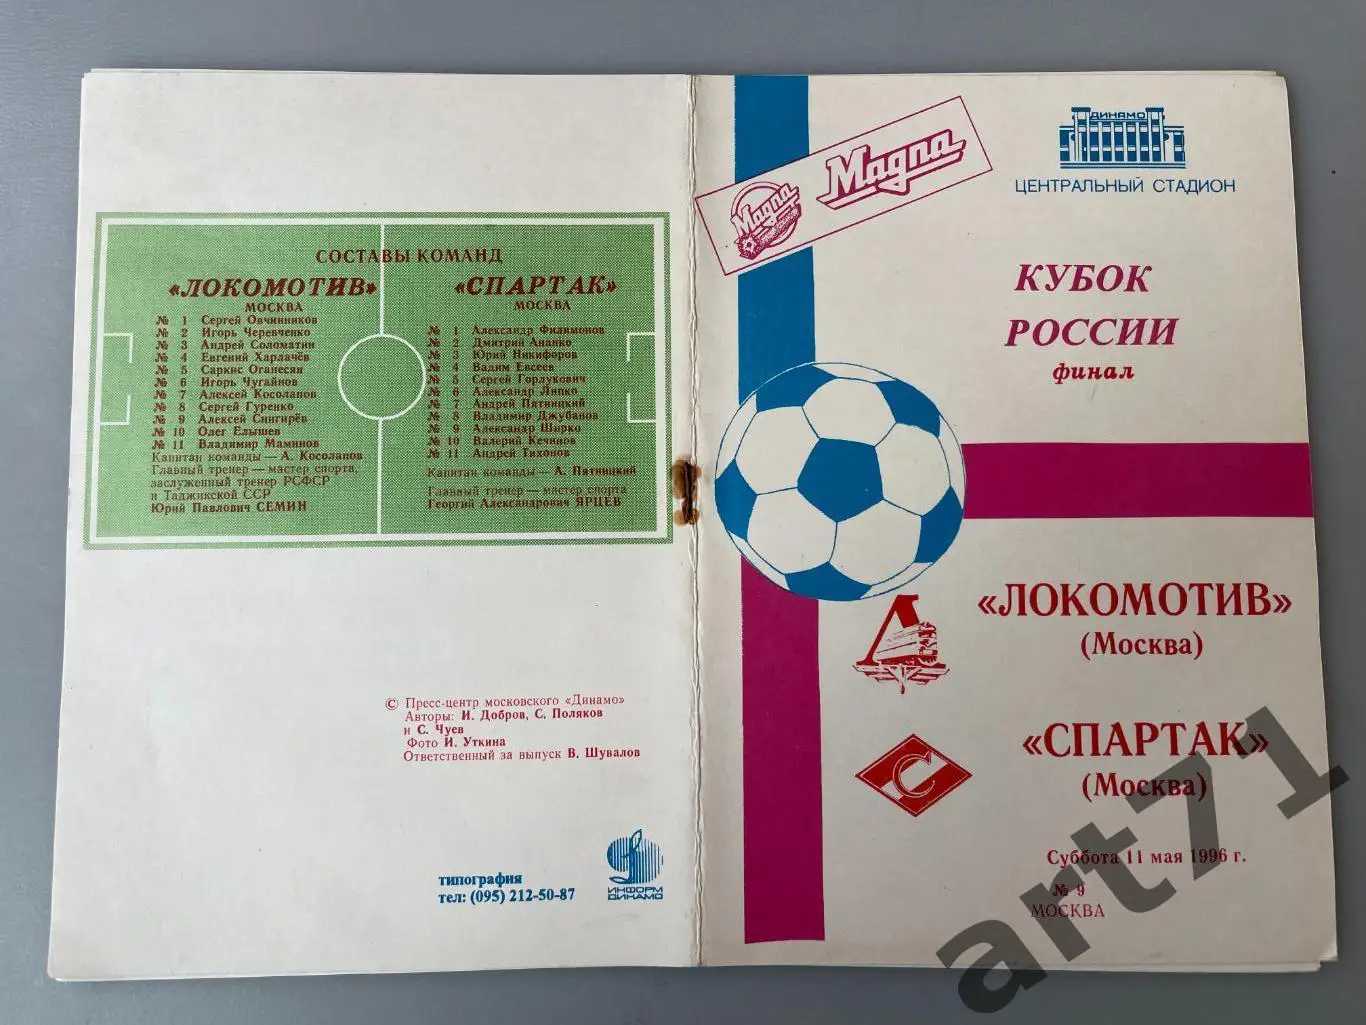 СОСТАВЫ КОМАНД
«ЛОКОМОТИВ»
МОСКВА
№ 1 Сергей Овчинников
№ 2 Игорь Черевченко
№ 3 Андрей Соломатин
№ 4 Евгений Харлачёв
№ 5 Саркис Оганесян
№ 6 Игорь Чугайнов
№ 7 Алексей Косолапов
№ 8 Сергей Гуренко
№ 9 Алексей Снигирёв
№ 10 Олег Елышев
№ 11 Владимир Маминов
Капитан команды — А. Косолапов
Главный тренер — мастер спорта,
заслуженный тренер РСФСР
и Таджикской ССР
Юрий Павлович СЕМИН
«СПАРТАК»
МОСКВА
№ 1 Александр Филимонов
№ 2 Дмитрий Ананко
№ 3 Юрий Никифоров
№ 4 Вадим Евсеев
№ 5 Сергей Горлукович
№ 6 Александр Липко
№ 7 Андрей Пятницкий
№ 8 Владимир Джубанов
№ 9 Александр Ширко
№ 10 Валерий Кечинов
№ 11 Андрей Тихонов
Капитан команды — А. Пятницкий
Главный тренер — мастер спорта
Георгий Александрович ЯРЦЕВ
© Пресс-центр московского «Динамо»
Авторы: И. Добров, С. Поляков
и С. Чуев
Фото И. Уткина
Ответственный за выпуск В. Шувалов
типография
тел: (095) 212-50-87
ИНФОРМ
ДИНАМО
Magna
Magna
ДИНАМО
ЦЕНТРАЛЬНЫЙ СТАДИОН
КУБОК
РОССИИ
финал
«ЛОКОМОТИВ»
(Москва)
С
«СПАРТАК»
(Москва)
Суббота 11 мая 1996 г.
№ 9
МОСКВА
art71